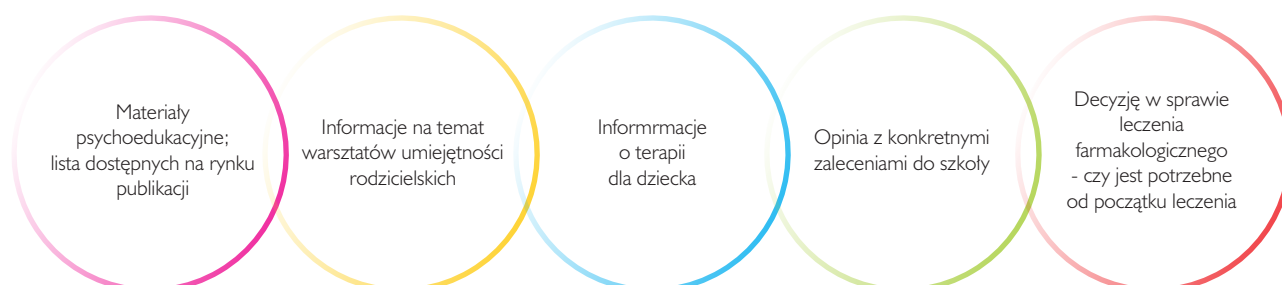 Materiały
psychoedukacyjne;
lista dostępnych na rynku
publikacji
Informacje na temat
warsztatów umiejętności
rodzicielskich
Informrmacje
o terapii
dla dziecka
Opinia z konkretnymi
zaleceniami do szkoły
Decyzję w sprawie
leczenia
farmakologicznego
- czy jest potrzebne
od początku leczenia